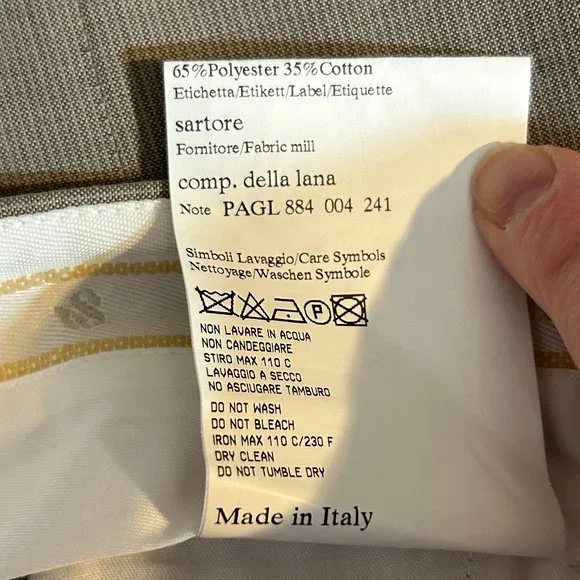 65%Polyester 35%Cotton
Etichetta/Etikett/Label/Etiquette
sartore
Fornitore/Fabric mill
comp. della lana
Note PAGL 884 004 241
Simboli Lavaggio/Care Symbols
Nettoyage/Waschen Symbole
P
NON LAVARE IN ACQUA
NON CANDEGGIARE
STIRO MAX 110 C
LAVAGGIO A SECCO
NO ASCIUGARE TAMBURO
DO NOT WASH
DO NOT BLEACH
IRON MAX 110 C/230 F
DRY CLEAN
DO NOT TUMBLE DRY
Made in Italy